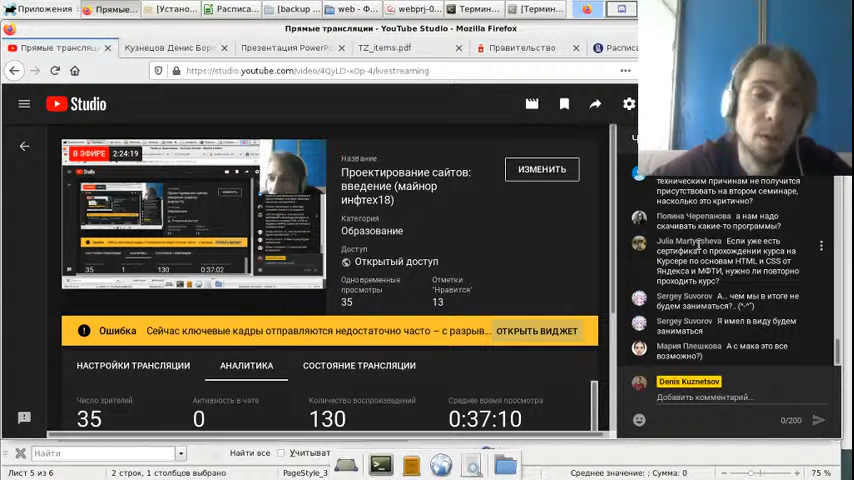 Приложения
Прямые...
[Устано...
Расписа...
[backup ...
web - Ф...
webprj-0...
Термин...
[Термин...
Прямые трансляции - YouTube Studio - Mozilla Firefox
Прямые трансляц
Кузнецов Денис Бор
Презентация PowerP
TZ_items.pdf
Правительство
Расписа
https://studio.youtube.com/video/4QyLD-xOp-4/livestreaming
Studio
В ЭФИРЕ 2:24:19
Название
Проектирование сайтов:
введение (майнор
инфтех18)
ИЗМЕНИТЬ
Категория
Образование
Доступ
Открытый доступ
Одновременные
просмотры
35
Отметки
"Нравится"
13
Ошибка Сейчас ключевые кадры отправляются недостаточно часто – с разрыв...
ОТКРЫТЬ ВИДЖЕТ
НАСТРОЙКИ ТРАНСЛЯЦИИ
АНАЛИТИКА
СОСТОЯНИЕ ТРАНСЛЯЦИИ
Число зрителей
35
Активность в чате
0
Количество воспроизведений
130
Среднее время просмотра
0:37:10
техническим причинам не получится
присутствовать на втором семинаре,
насколько это критично?
Полина Черепанова а нам надо
скачивать какие-то программы?
Julia Martyusheva Если уже есть
сертификат о прохождении курса на
Курсере по основам HTML и CSS от
Яндекса и МФТИ, нужно ли повторно
проходить курс?
Sergey Suvorov А... чем мы в итоге не
будем заниматься?.. (^-^)
Sergey Suvorov Я имел в виду будем
заниматься
Мария Плешкова А с мака это все
возможно?)
Denis Kuznetsov
Добавить комментарий...
0/200
Найти
Найти все
Учитыват
Лист 5 из 6
2 строк, 1 столбцов выбрано
PageStyle_3
Среднее значение: ; Сумма: 0
75 %